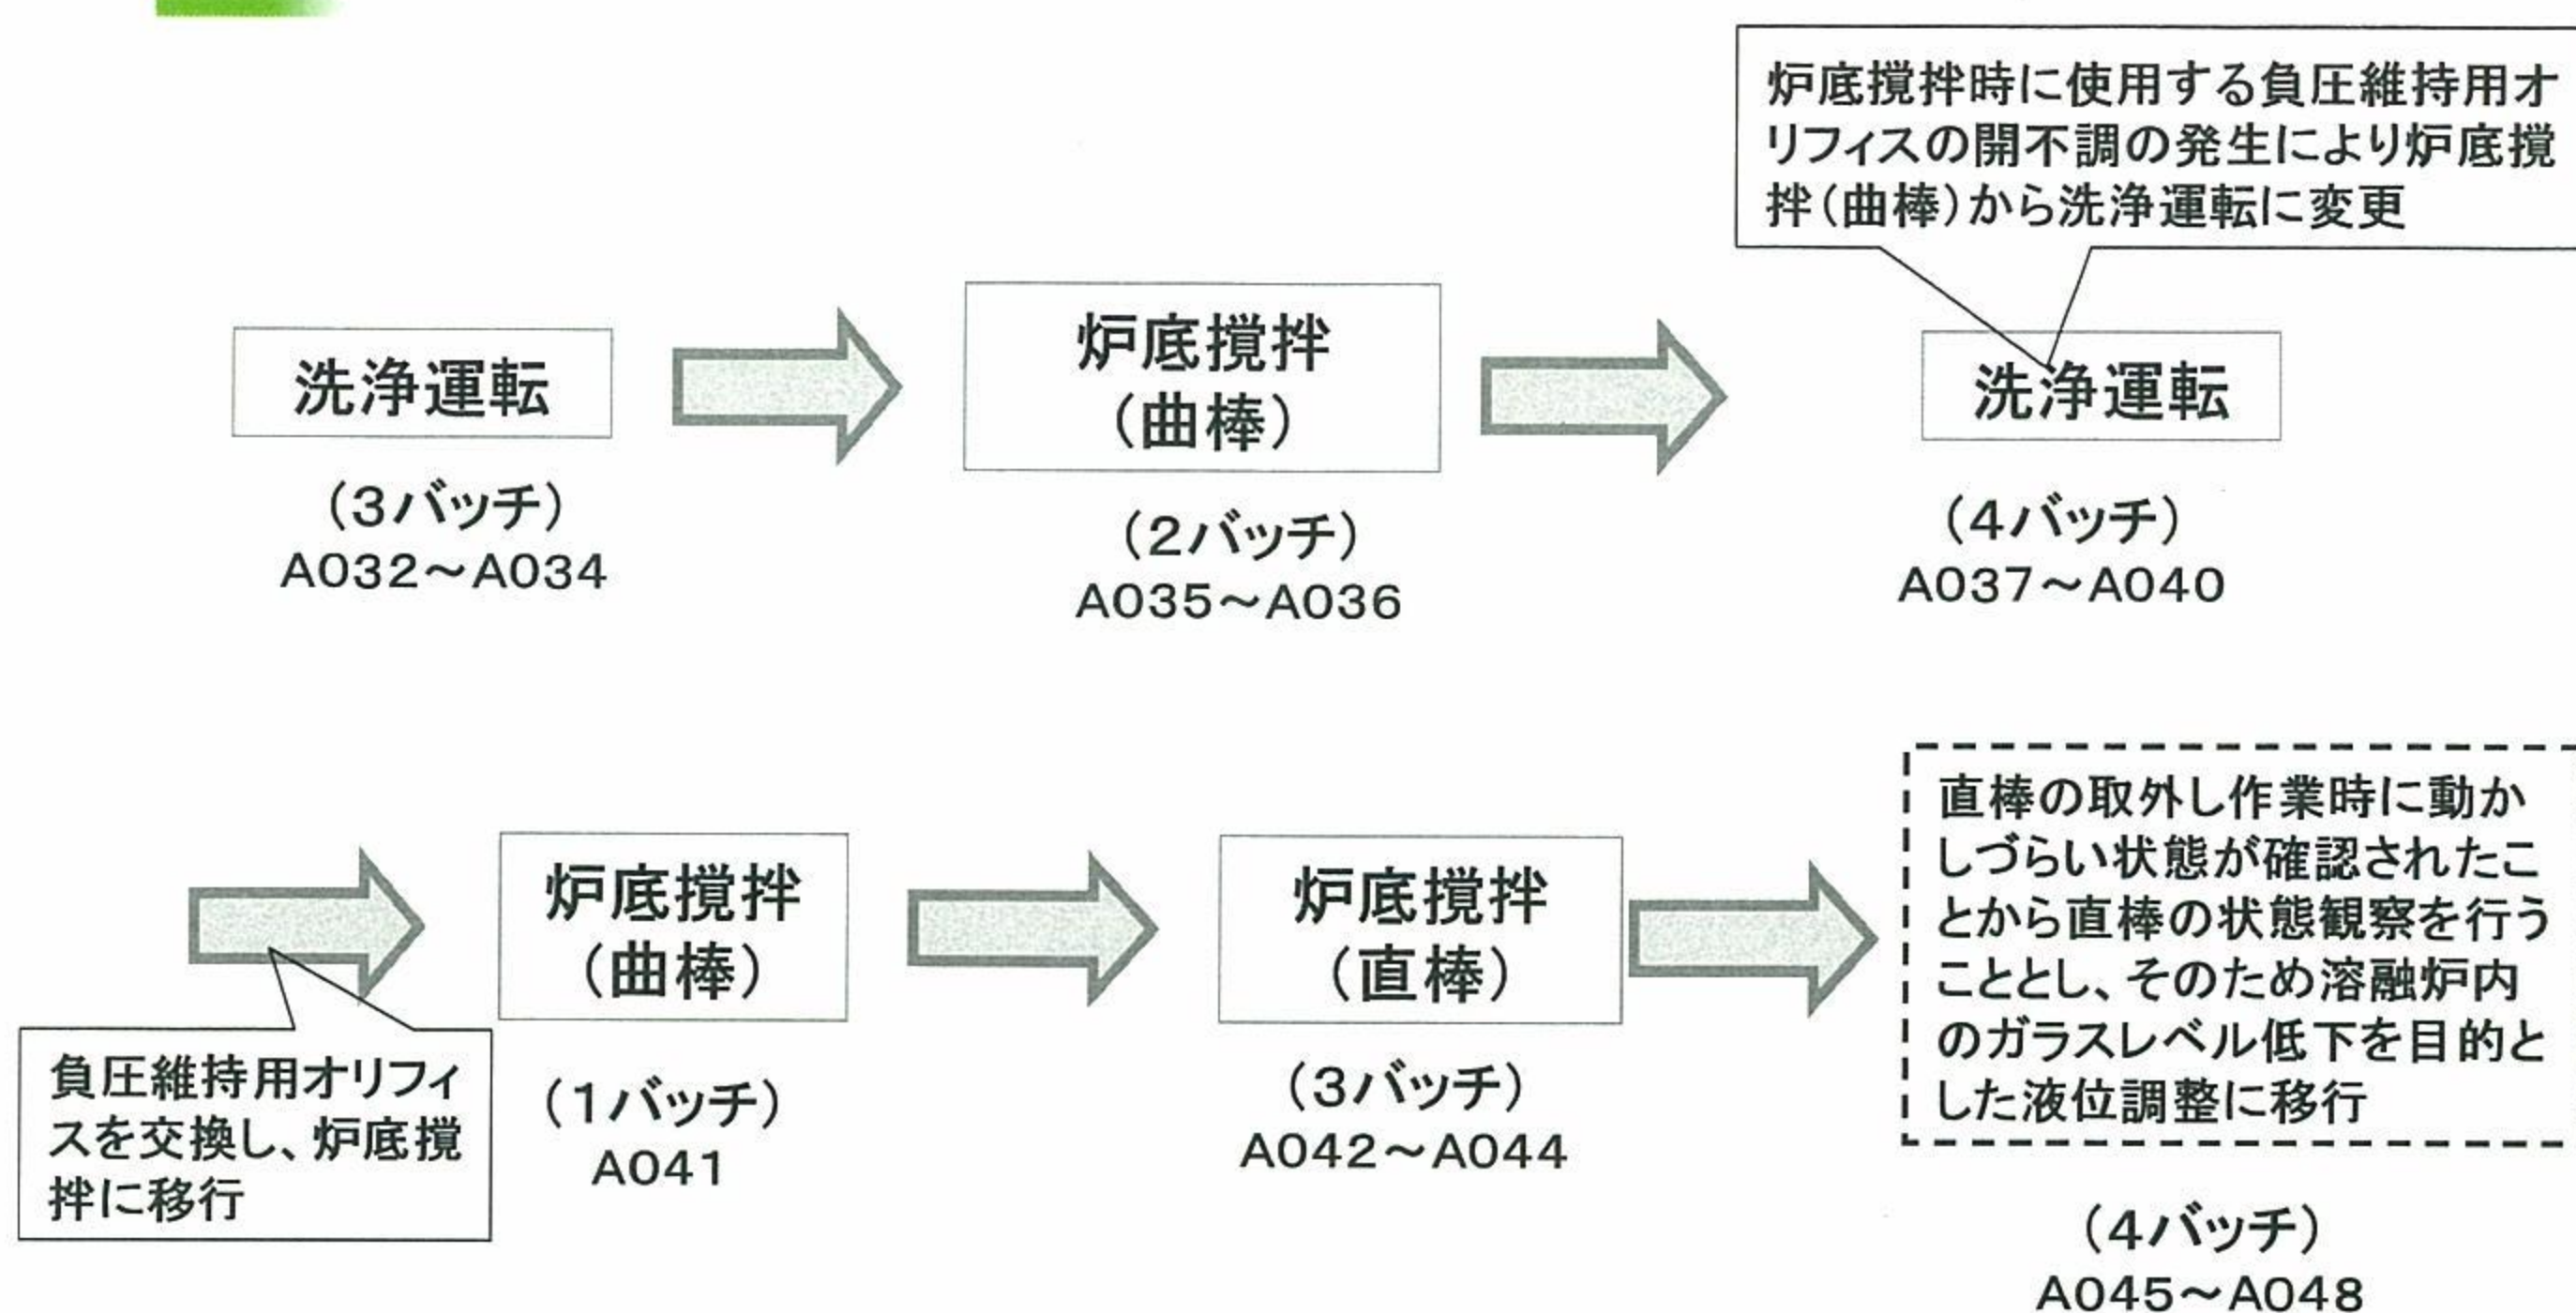 炉底撹拌時に使用する負圧維持用オ
リフィスの開不調の発生により炉底撹
拌(曲棒)から洗浄運転に変更
洗浄運転
(3バッチ)
A032~A034
炉底撹拌
(曲棒)
(2バッチ)
A035~A036
洗浄運転
(4バッチ)
A037~A040
負圧維持用オリフィ
スを交換し、炉底撹
拌に移行
炉底撹拌
(曲棒)
(1バッチ)
A041
炉底撹拌
(直棒)
(3バッチ)
A042~A044
直棒の取外し作業時に動か
しづらい状態が確認されたこ
とから直棒の状態観察を行う
こととし、そのため溶融炉内
のガラスレベル低下を目的と
した液位調整に移行
(4バッチ)
A045~A048